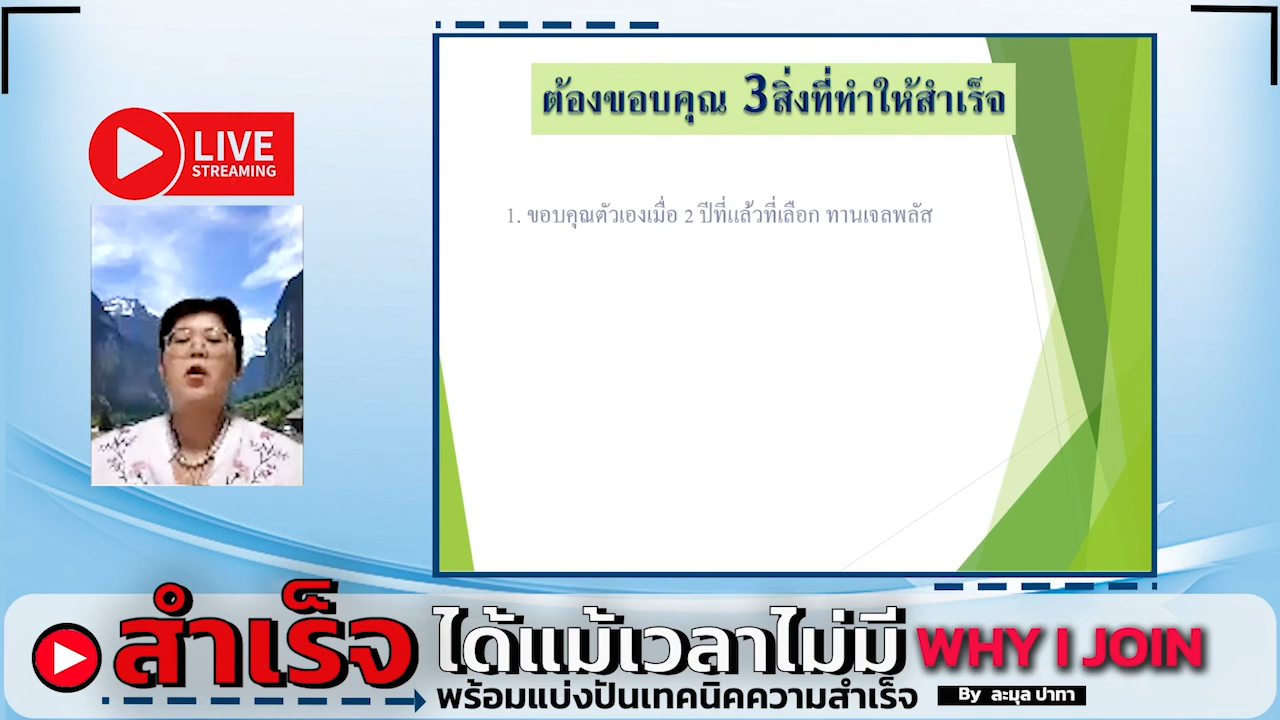 ต้องขอบคุณ 3สิ่งที่ทำให้สำเร็จ
LIVE
STREAMING
1. ขอบคุณตัวเองเมื่อ 2 ปีที่แล้วที่เลือก ทานเจลพลัส
สำเร็จ ได้แม้เวลาไม่มี WHY I JOIN
พร้อมแบ่งปันเทคนิคความสำเร็จ By ละมุล ปาทา